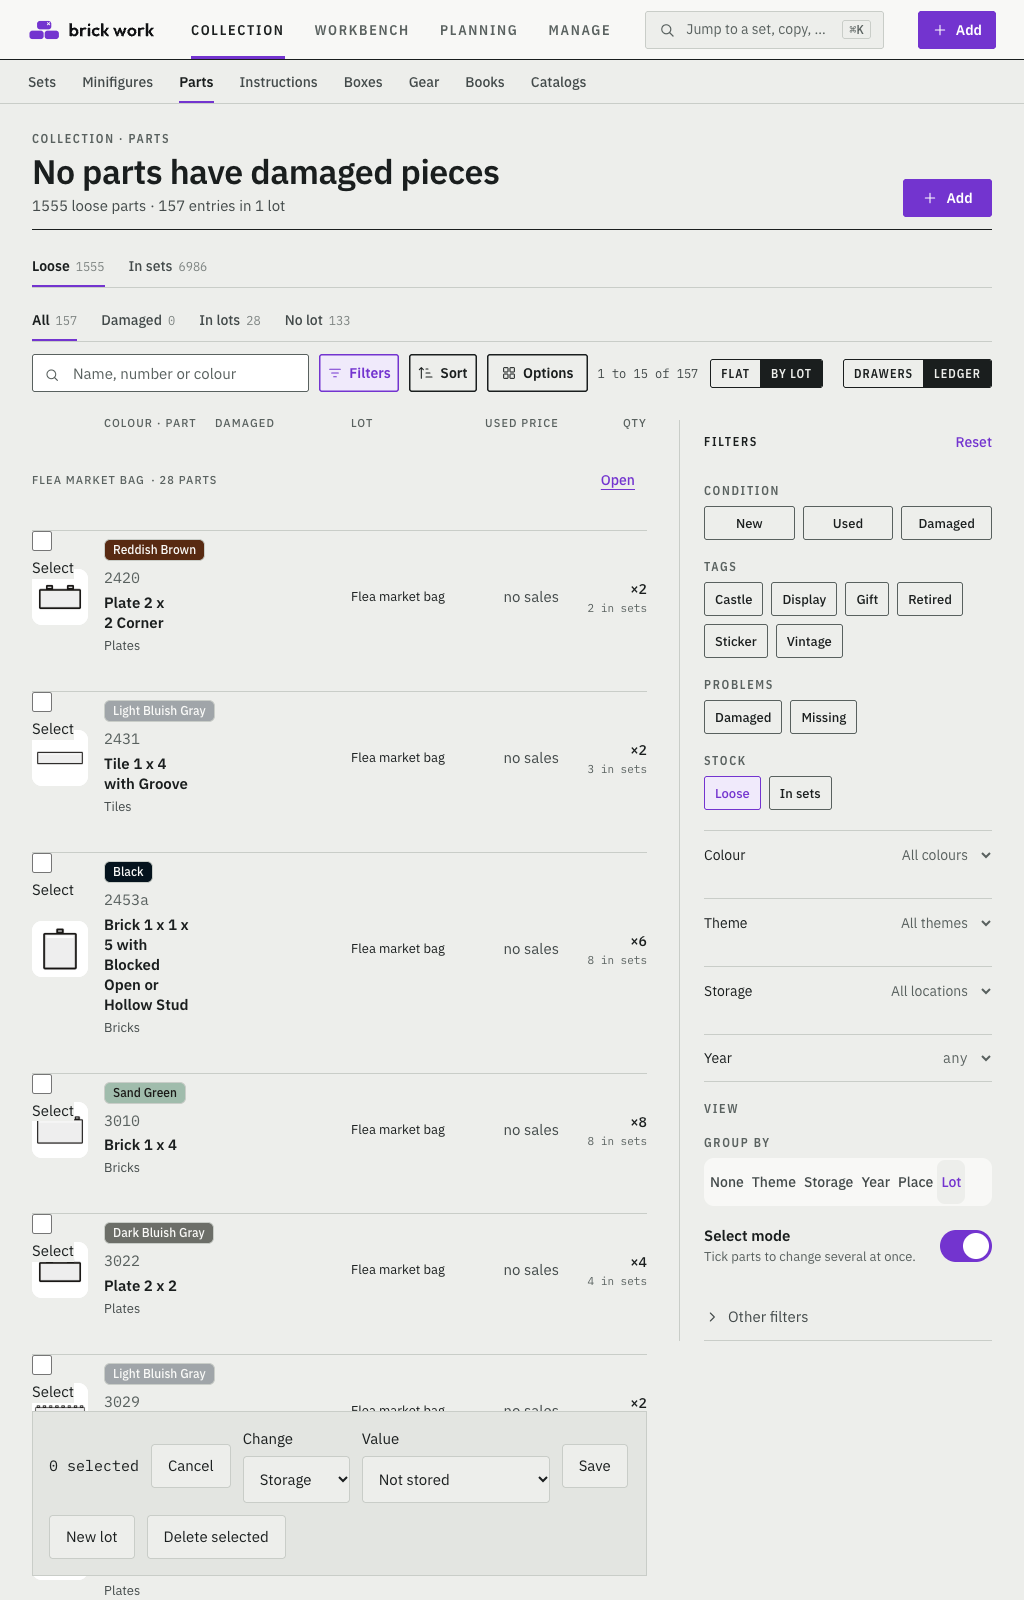 brick work
COLLECTION WORKBENCH PLANNING MANAGE
Jump to a set, copy, ... ⌘K
Add
Sets Minifigures Parts Instructions Boxes Gear Books Catalogs
COLLECTION · PARTS
No parts have damaged pieces
1555 loose parts · 157 entries in 1 lot
Add
Loose 1555 In sets 6986
All 157 Damaged 0 In lots 28 No lot 133
Name, number or colour Filters Sort Options 1 to 15 of 157 FLAT BY LOT DRAWERS LEDGER
COLOUR · PART DAMAGED LOT USED PRICE QTY
FLEA MARKET BAG · 28 PARTS Open
Select
Reddish Brown
2420
Plate 2 x
2 Corner
Plates
Flea market bag no sales ×2
2 in sets
Select
Light Bluish Gray
2431
Tile 1 x 4
with Groove
Tiles
Flea market bag no sales ×2
3 in sets
Select
Black
2453a
Brick 1 x 1 x
5 with
Blocked
Open or
Hollow Stud
Bricks
Flea market bag no sales ×6
8 in sets
Select
Sand Green
3010
Brick 1 x 4
Bricks
Flea market bag no sales ×8
8 in sets
Select
Dark Bluish Gray
3022
Plate 2 x 2
Plates
Flea market bag no sales ×4
4 in sets
Select
Light Bluish Gray
3029
Flea market bag no sales ×2
0 selected Cancel
Change
Storage
Value
Not stored
Save
New lot Delete selected
Plates
FILTERS Reset
CONDITION
New Used Damaged
TAGS
Castle Display Gift Retired
Sticker Vintage
PROBLEMS
Damaged Missing
STOCK
Loose In sets
Colour All colours
Theme All themes
Storage All locations
Year any
VIEW
GROUP BY
None Theme Storage Year Place Lot
Select mode
Tick parts to change several at once.
Other filters